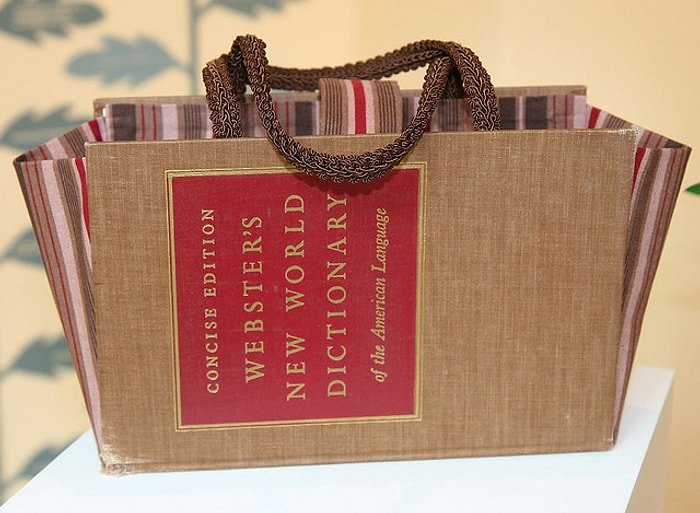 CONCISE EDITION
WEBSTER'S
NEW WORLD
DICTIONARY
of the American Language